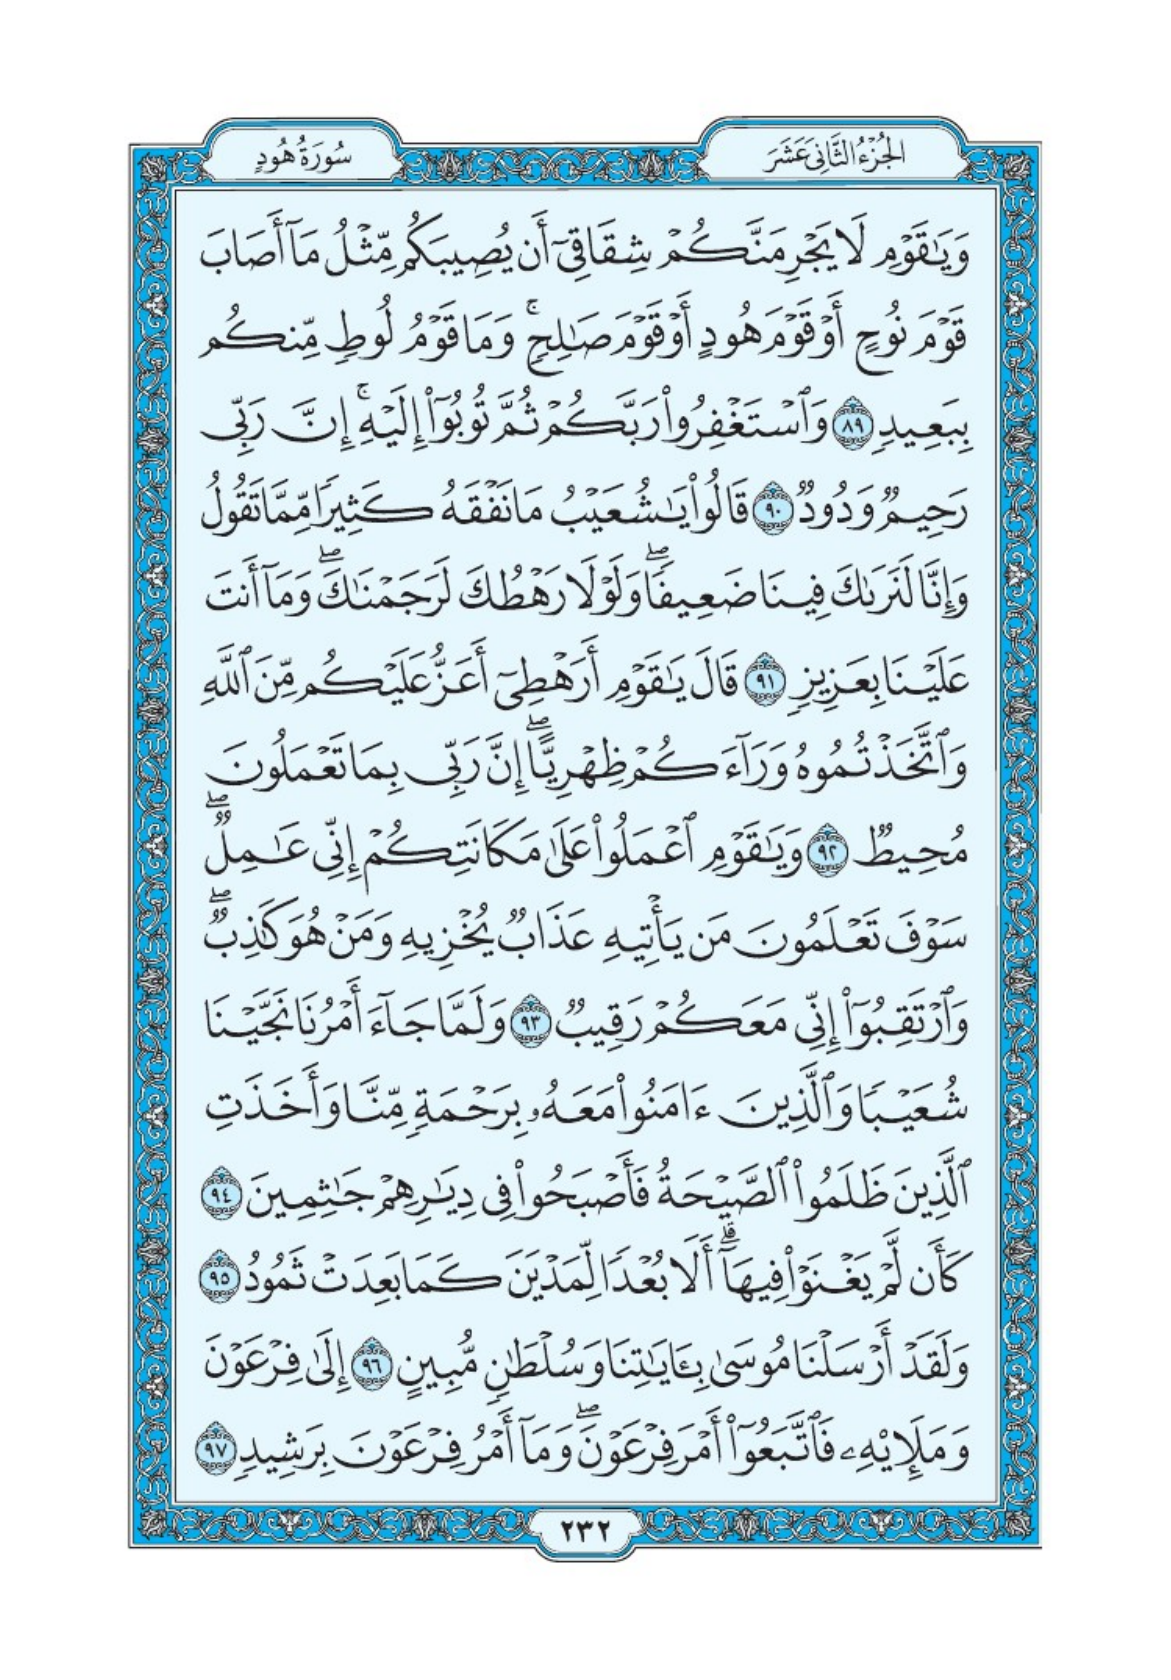 الجُزْءُ الثَّانِى عَشَرَ
سُورَةُ هُودٍ
وَيَٰقَوْمِ لَا يَجْرِمَنَّكُمْ شِقَاقِىٓ أَن يُصِيبَكُم مِّثْلُ مَآ أَصَابَ
قَوْمَ نُوحٍ أَوْ قَوْمَ هُودٍ أَوْ قَوْمَ صَٰلِحٍ ۚ وَمَا قَوْمُ لُوطٍ مِّنكُم
بِبَعِيدٍ ٨٩ وَٱسْتَغْفِرُوا۟ رَبَّكُمْ ثُمَّ تُوبُوٓا۟ إِلَيْهِ ۚ إِنَّ رَبِّى
رَحِيمٌ وَدُودٌ ٩٠ قَالُوا۟ يَٰشُعَيْبُ مَا نَفْقَهُ كَثِيرًا مِّمَّا تَقُولُ
وَإِنَّا لَنَرَىٰكَ فِينَا ضَعِيفًا ۖ وَلَوْلَا رَهْطُكَ لَرَجَمْنَٰكَ ۖ وَمَآ أَنتَ
عَلَيْنَا بِعَزِيزٍ ٩١ قَالَ يَٰقَوْمِ أَرَهْطِىٓ أَعَزُّ عَلَيْكُم مِّنَ ٱللَّهِ
وَٱتَّخَذْتُمُوهُ وَرَآءَكُمْ ظِهْرِيًّا ۖ إِنَّ رَبِّى بِمَا تَعْمَلُونَ
مُحِيطٌ ٩٢ وَيَٰقَوْمِ ٱعْمَلُوا۟ عَلَىٰ مَكَانَتِكُمْ إِنِّى عَٰمِلٌ ۖ
سَوْفَ تَعْلَمُونَ مَن يَأْتِيهِ عَذَابٌ يُخْزِيهِ وَمَنْ هُوَ كَٰذِبٌ ۖ
وَٱرْتَقِبُوٓا۟ إِنِّى مَعَكُمْ رَقِيبٌ ٩٣ وَلَمَّا جَآءَ أَمْرُنَا نَجَّيْنَا
شُعَيْبًا وَٱلَّذِينَ ءَامَنُوا۟ مَعَهُۥ بِرَحْمَةٍ مِّنَّا وَأَخَذَتِ
ٱلَّذِينَ ظَلَمُوا۟ ٱلصَّيْحَةُ فَأَصْبَحُوا۟ فِى دِيَٰرِهِمْ جَٰثِمِينَ ٩٤
كَأَن لَّمْ يَغْنَوْا۟ فِيهَآ ۗ أَلَا بُعْدًا لِّمَدْيَنَ كَمَا بَعِدَتْ ثَمُودُ ٩٥
وَلَقَدْ أَرْسَلْنَا مُوسَىٰ بِـَٔايَٰتِنَا وَسُلْطَٰنٍ مُّبِينٍ ٩٦ إِلَىٰ فِرْعَوْنَ
وَمَلَإِي۟هِۦ فَٱتَّبَعُوٓا۟ أَمْرَ فِرْعَوْنَ ۖ وَمَآ أَمْرُ فِرْعَوْنَ بِرَشِيدٍ ٩٧
٢٣٢